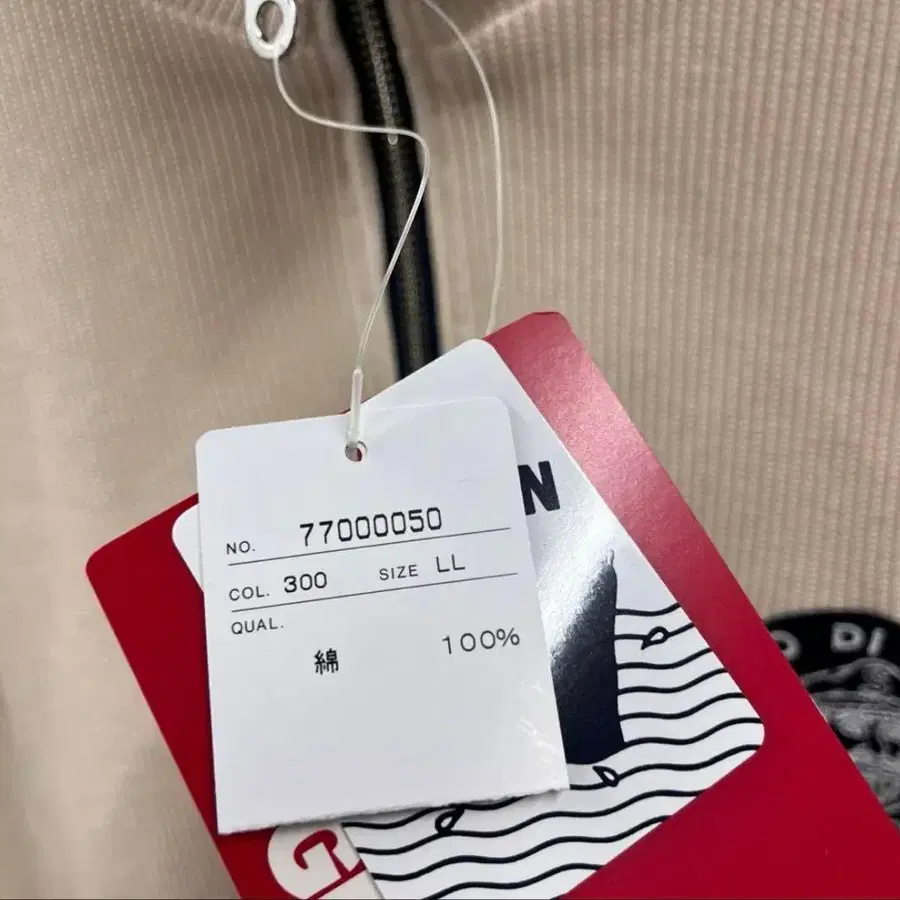 NO. 77000050
COL. 300 SIZE LL
QUAL.
綿 100%
N
DI
G